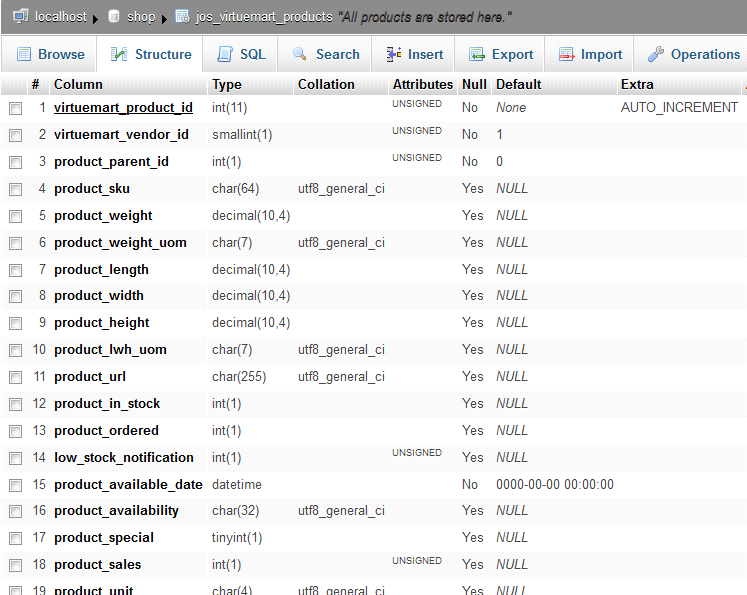 localhost ▸ shop ▸ jos_virtuemart_products "All products are stored here."
Browse Structure SQL Search Insert Export Import Operations
# Column Type Collation Attributes Null Default Extra
1 virtuemart_product_id int(11) UNSIGNED No None AUTO_INCREMENT
2 virtuemart_vendor_id smallint(1) UNSIGNED No 1
3 product_parent_id int(1) UNSIGNED No 0
4 product_sku char(64) utf8_general_ci Yes NULL
5 product_weight decimal(10,4) Yes NULL
6 product_weight_uom char(7) utf8_general_ci Yes NULL
7 product_length decimal(10,4) Yes NULL
8 product_width decimal(10,4) Yes NULL
9 product_height decimal(10,4) Yes NULL
10 product_lwh_uom char(7) utf8_general_ci Yes NULL
11 product_url char(255) utf8_general_ci Yes NULL
12 product_in_stock int(1) Yes NULL
13 product_ordered int(1) Yes NULL
14 low_stock_notification int(1) UNSIGNED Yes NULL
15 product_available_date datetime No 0000-00-00 00:00:00
16 product_availability char(32) utf8_general_ci Yes NULL
17 product_special tinyint(1) Yes NULL
18 product_sales int(1) UNSIGNED Yes NULL
19 product_unit char(4) utf8_general_ci Yes NULL